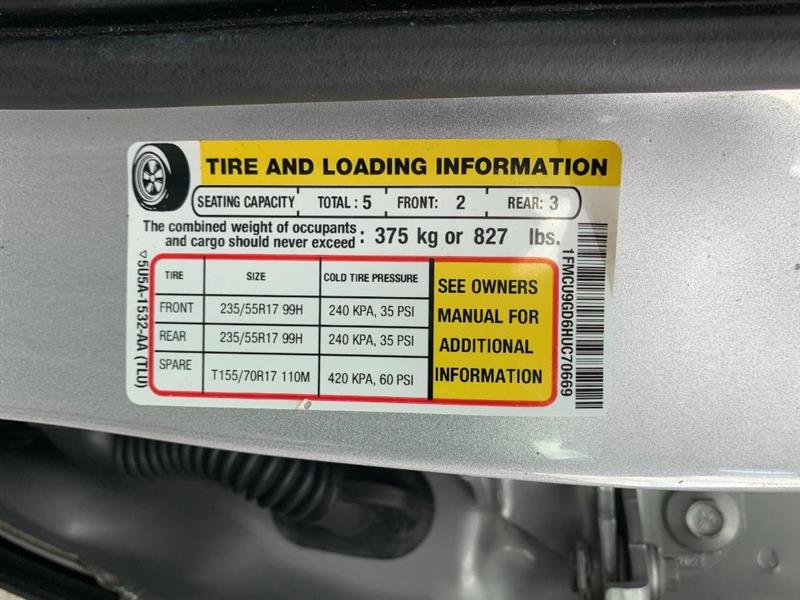 TIRE AND LOADING INFORMATION
SEATING CAPACITY TOTAL : 5 FRONT: 2 REAR: 3
The combined weight of occupants
and cargo should never exceed : 375 kg or 827 lbs.
TIRE SIZE COLD TIRE PRESSURE
FRONT 235/55R17 99H 240 KPA, 35 PSI
REAR 235/55R17 99H 240 KPA, 35 PSI
SPARE T155/70R17 110M 420 KPA, 60 PSI
SEE OWNERS
MANUAL FOR
ADDITIONAL
INFORMATION
5U5A-1532-AA (TLU)
1FMCU9GD6HUC70669